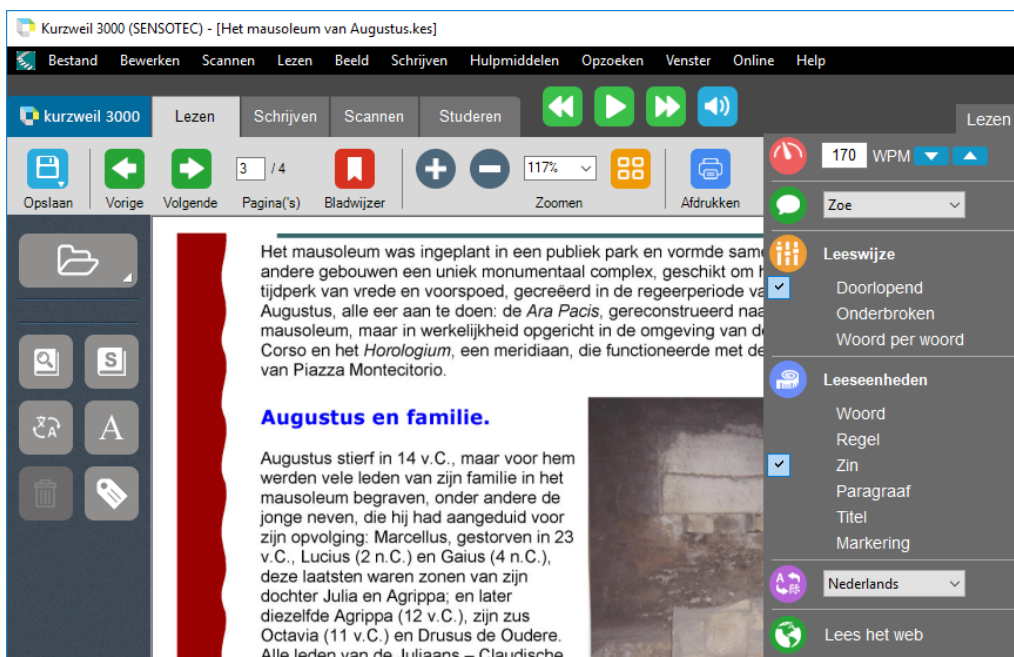 Kurzweil 3000 (SENSOTEC) - [Het mausoleum van Augustus.kes]
Bestand Bewerken Scannen Lezen Beeld Schrijven Hulpmiddelen Opzoeken Venster Online Help
kurzweil 3000 Lezen Schrijven Scannen Studeren
Lezen
3 / 4 117%
Opslaan Vorige Volgende Pagina('s) Bladwijzer Zoomen Afdrukken
170 WPM
Zoe
Leeswijze
Doorlopend
Onderbroken
Woord per woord
Leeseenheden
Woord
Regel
Zin
Paragraaf
Titel
Markering
Nederlands
Lees het web
S
A
Het mausoleum was ingeplant in een publiek park en vormde
andere gebouwen een uniek monumentaal complex, geschikt om
tijdperk van vrede en voorspoed, gecreëerd in de regeerperiode
Augustus, alle eer aan te doen: de Ara Pacis, gereconstrueerd
mausoleum, maar in werkelijkheid opgericht in de omgeving van
Corso en het Horologium, een meridiaan, die functioneerde met
van Piazza Montecitorio.
Augustus en familie.
Augustus stierf in 14 v.C., maar voor hem
werden vele leden van zijn familie in het
mausoleum begraven, onder andere de
jonge neven, die hij had aangeduid voor
zijn opvolging: Marcellus, gestorven in 23
v.C., Lucius (2 n.C.) en Gaius (4 n.C.),
deze laatsten waren zonen van zijn
dochter Julia en Agrippa; en later
diezelfde Agrippa (12 v.C.), zijn zus
Octavia (11 v.C.) en Drusus de Oudere.
Alle leden van de Juliaans – Claudische